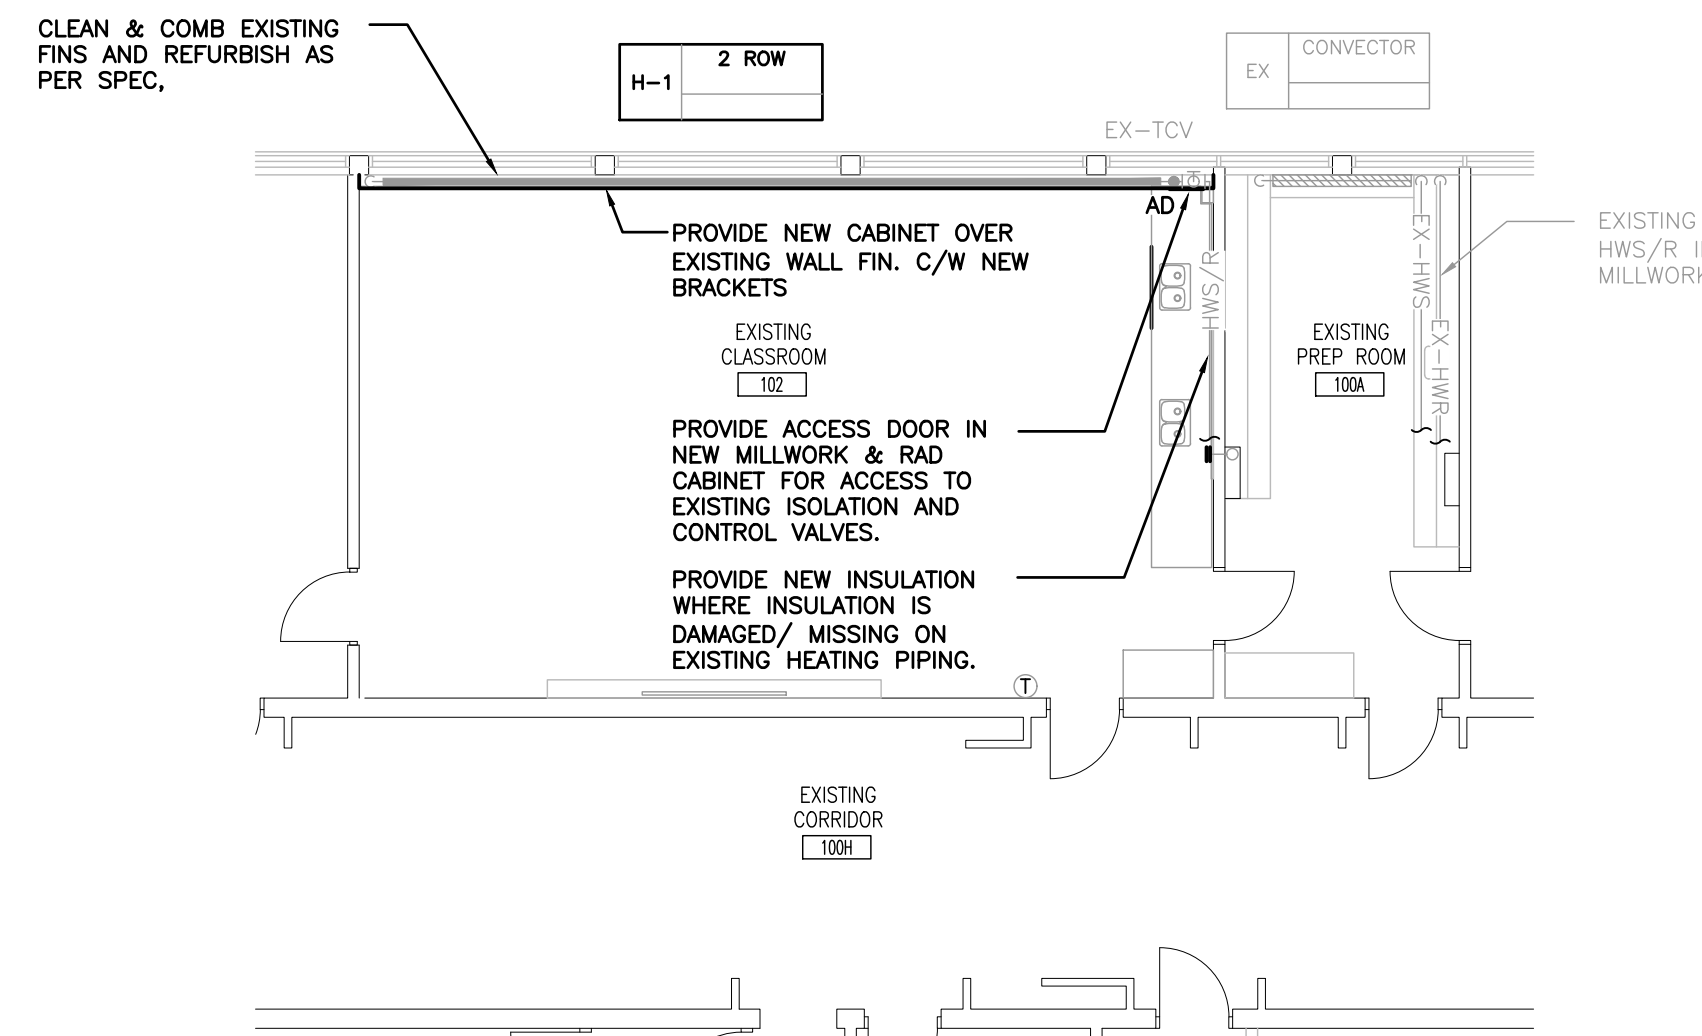 CLEAN & COMB EXISTING
FINS AND REFURBISH AS
PER SPEC,
H-1
2 ROW
EX
CONVECTOR
EX-TCV
AD
PROVIDE NEW CABINET OVER
EXISTING WALL FIN. C/W NEW
BRACKETS
HWS/R
EX-HWS
EX-HWR
EXISTING
HWS/R
MILLWORK
EXISTING
CLASSROOM
102
EXISTING
PREP ROOM
100A
PROVIDE ACCESS DOOR IN
NEW MILLWORK & RAD
CABINET FOR ACCESS TO
EXISTING ISOLATION AND
CONTROL VALVES.
PROVIDE NEW INSULATION
WHERE INSULATION IS
DAMAGED/ MISSING ON
EXISTING HEATING PIPING.
T
EXISTING
CORRIDOR
100H